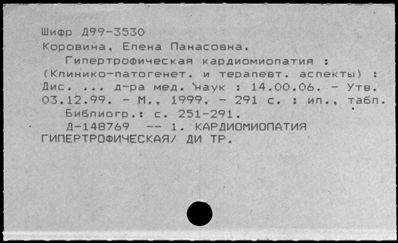 Шифр Д99-3530
Коровина, Елена Панасовна.
Гипертрофическая кардиомиопатия :
(Клинико-патогенет. и терапевт. аспекты) :
Дис. ... д-ра мед. наук : 14.00.06. - Утв.
03.12.99. - М., 1999. - 291 с. : ил., табл.
Библиогр.: с. 251-291.
Д-148769 -- 1. КАРДИОМИОПАТИЯ
ГИПЕРТРОФИЧЕСКАЯ/ ДИ ТР.